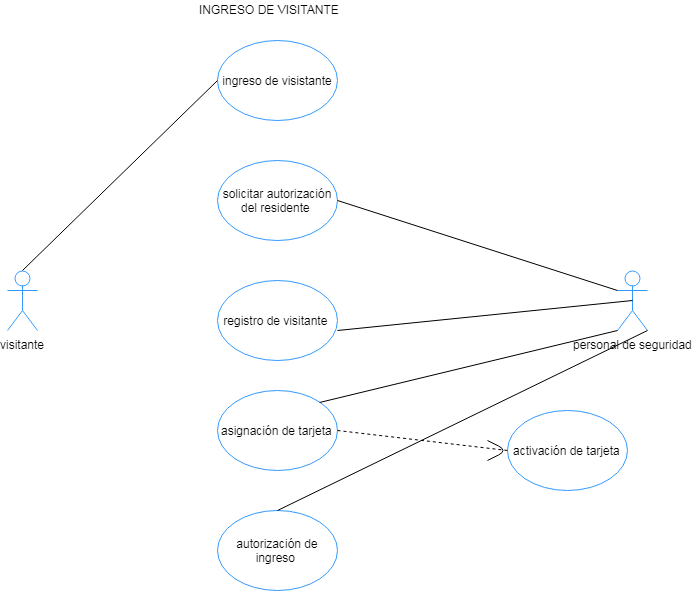 INGRESO DE VISITANTE
ingreso de visistante
solicitar autorización
del residente
registro de visitante
visitante
personal de seguridad
asignación de tarjeta
activación de tarjeta
autorización de
ingreso